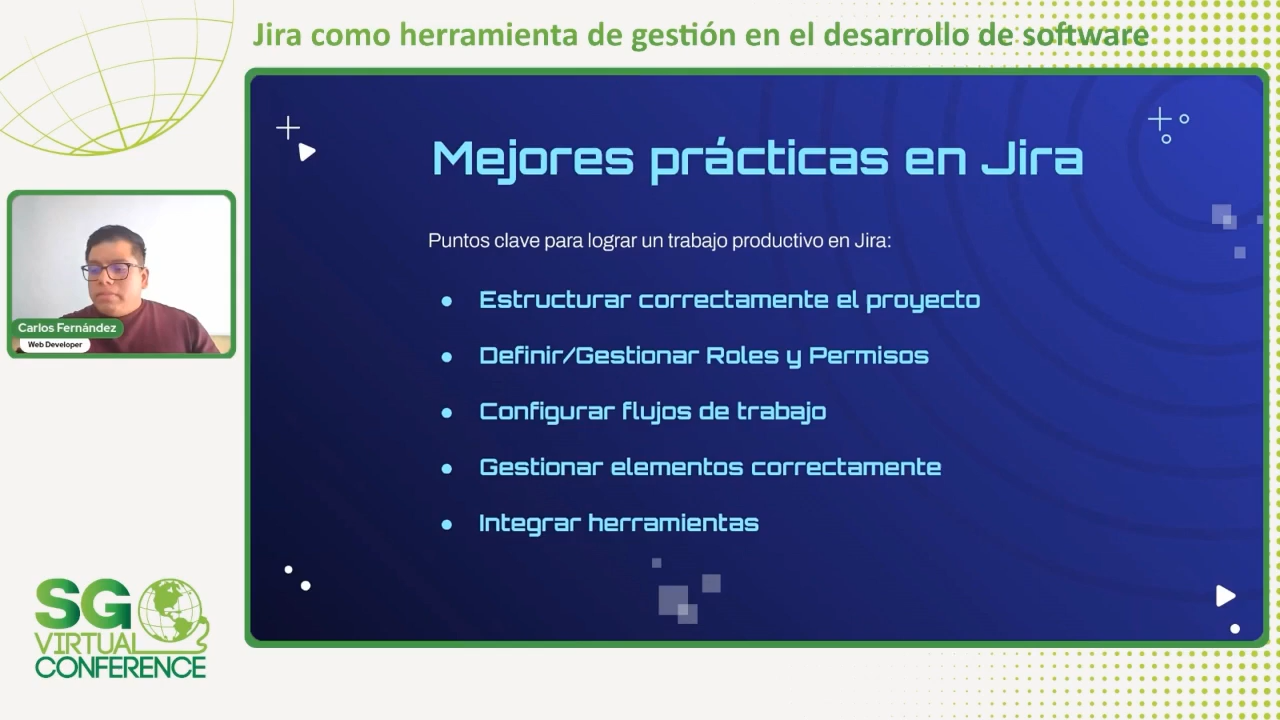 Jira como herramienta de gestión en el desarrollo de software
Mejores prácticas en Jira
Puntos clave para lograr un trabajo productivo en Jira:
● Estructurar correctamente el proyecto
● Definir/Gestionar Roles y Permisos
● Configurar flujos de trabajo
● Gestionar elementos correctamente
● Integrar herramientas
Carlos Fernández
Web Developer
SG
VIRTUAL
CONFERENCE